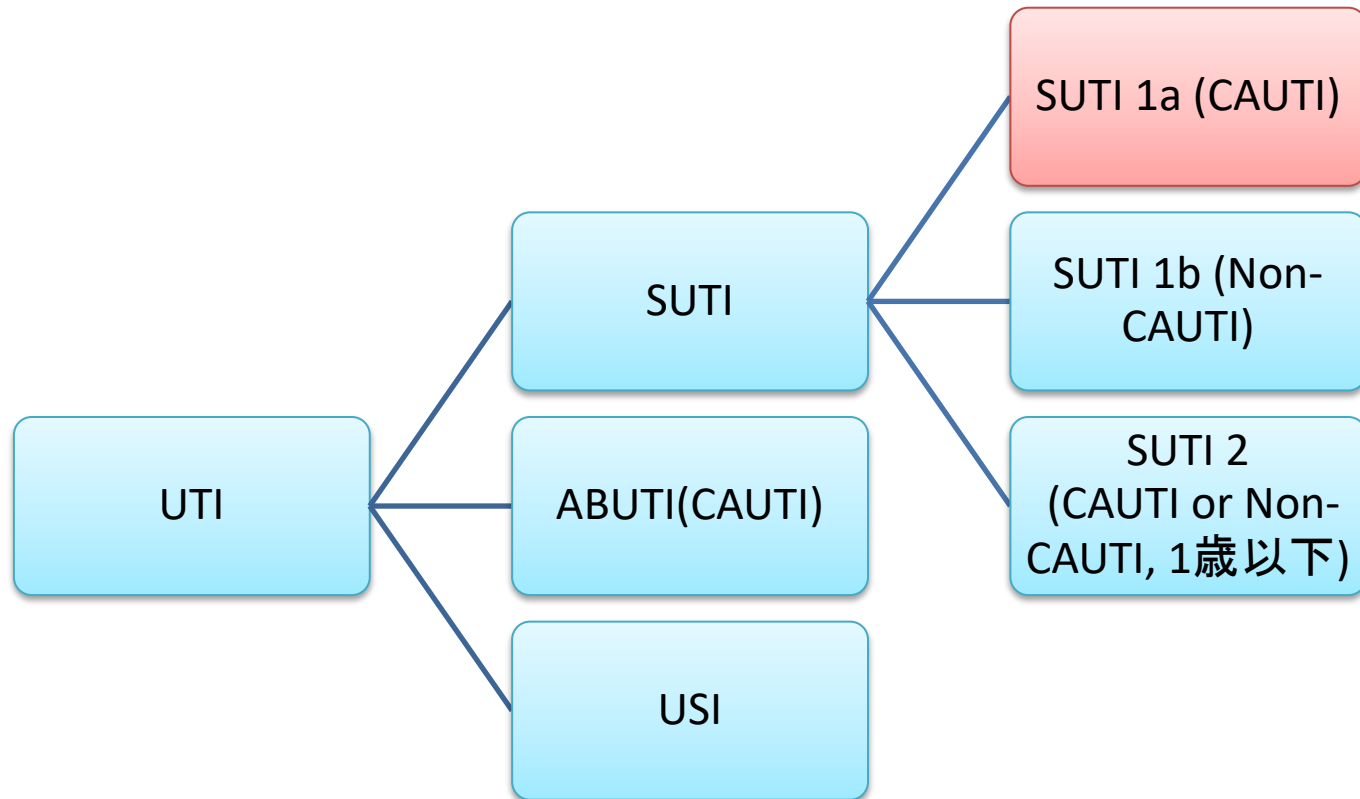 SUTI 1a (CAUTI)
SUTI
SUTI 1b (Non-
CAUTI)
UTI
ABUTI(CAUTI)
SUTI 2
(CAUTI or Non-
CAUTI, 1歳以下)
USI